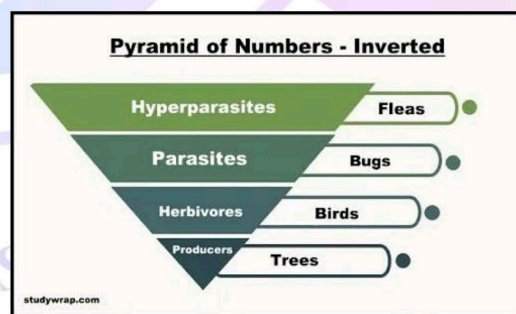 Pyramid of Numbers - Inverted
Hyperparasites
Fleas
Parasites
Bugs
Herbivores
Birds
Producers
Trees
studywrap.com